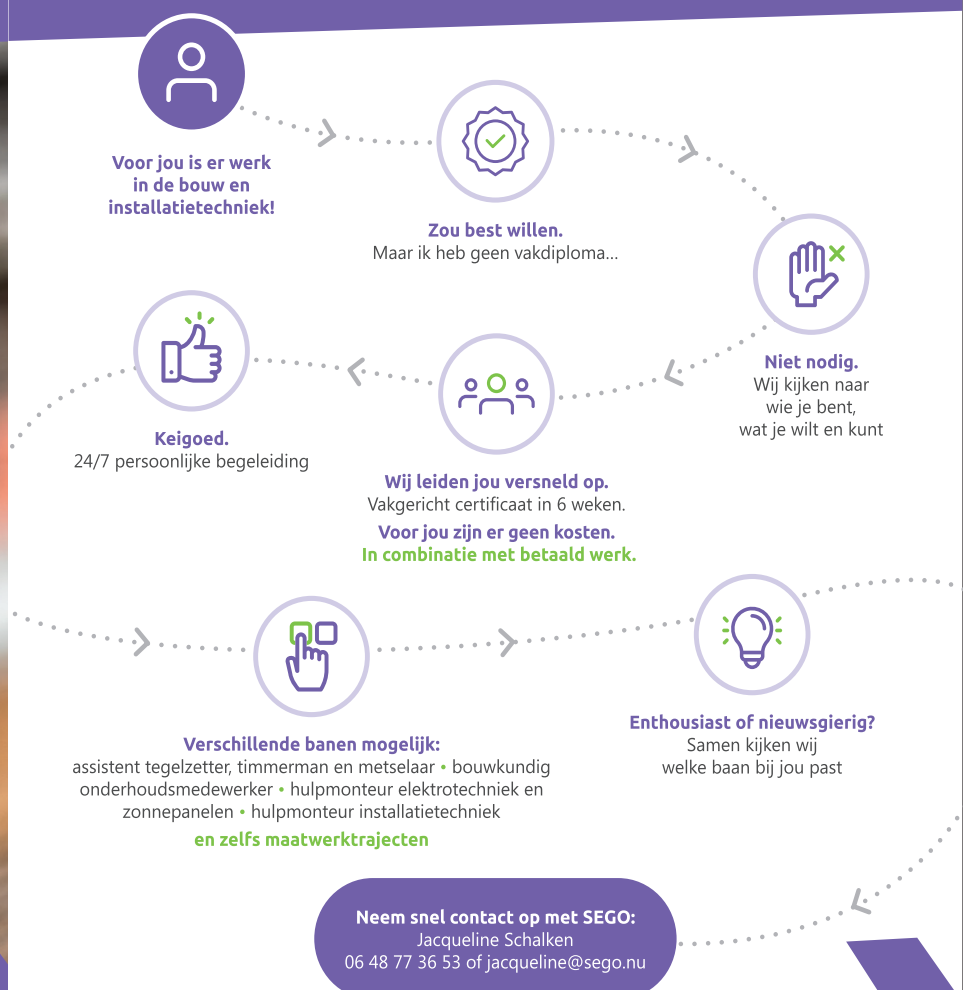 Voor jou is er werk
in de bouw en
installatietechniek!
Zou best willen.
Maar ik heb geen vakdiploma...
Niet nodig.
Wij kijken naar
wie je bent,
wat je wilt en kunt
Wij leiden jou versneld op.
Vakgericht certificaat in 6 weken.
Voor jou zijn er geen kosten.
In combinatie met betaald werk.
Keigoed.
24/7 persoonlijke begeleiding
Verschillende banen mogelijk:
assistent tegelzetter, timmerman en metselaar • bouwkundig
onderhoudsmedewerker • hulpmonteur elektrotechniek en
zonnepanelen • hulpmonteur installatietechniek
en zelfs maatwerktrajecten
Enthousiast of nieuwsgierig?
Samen kijken wij
welke baan bij jou past
Neem snel contact op met SEGO:
Jacqueline Schalken
06 48 77 36 53 of jacqueline@sego.nu